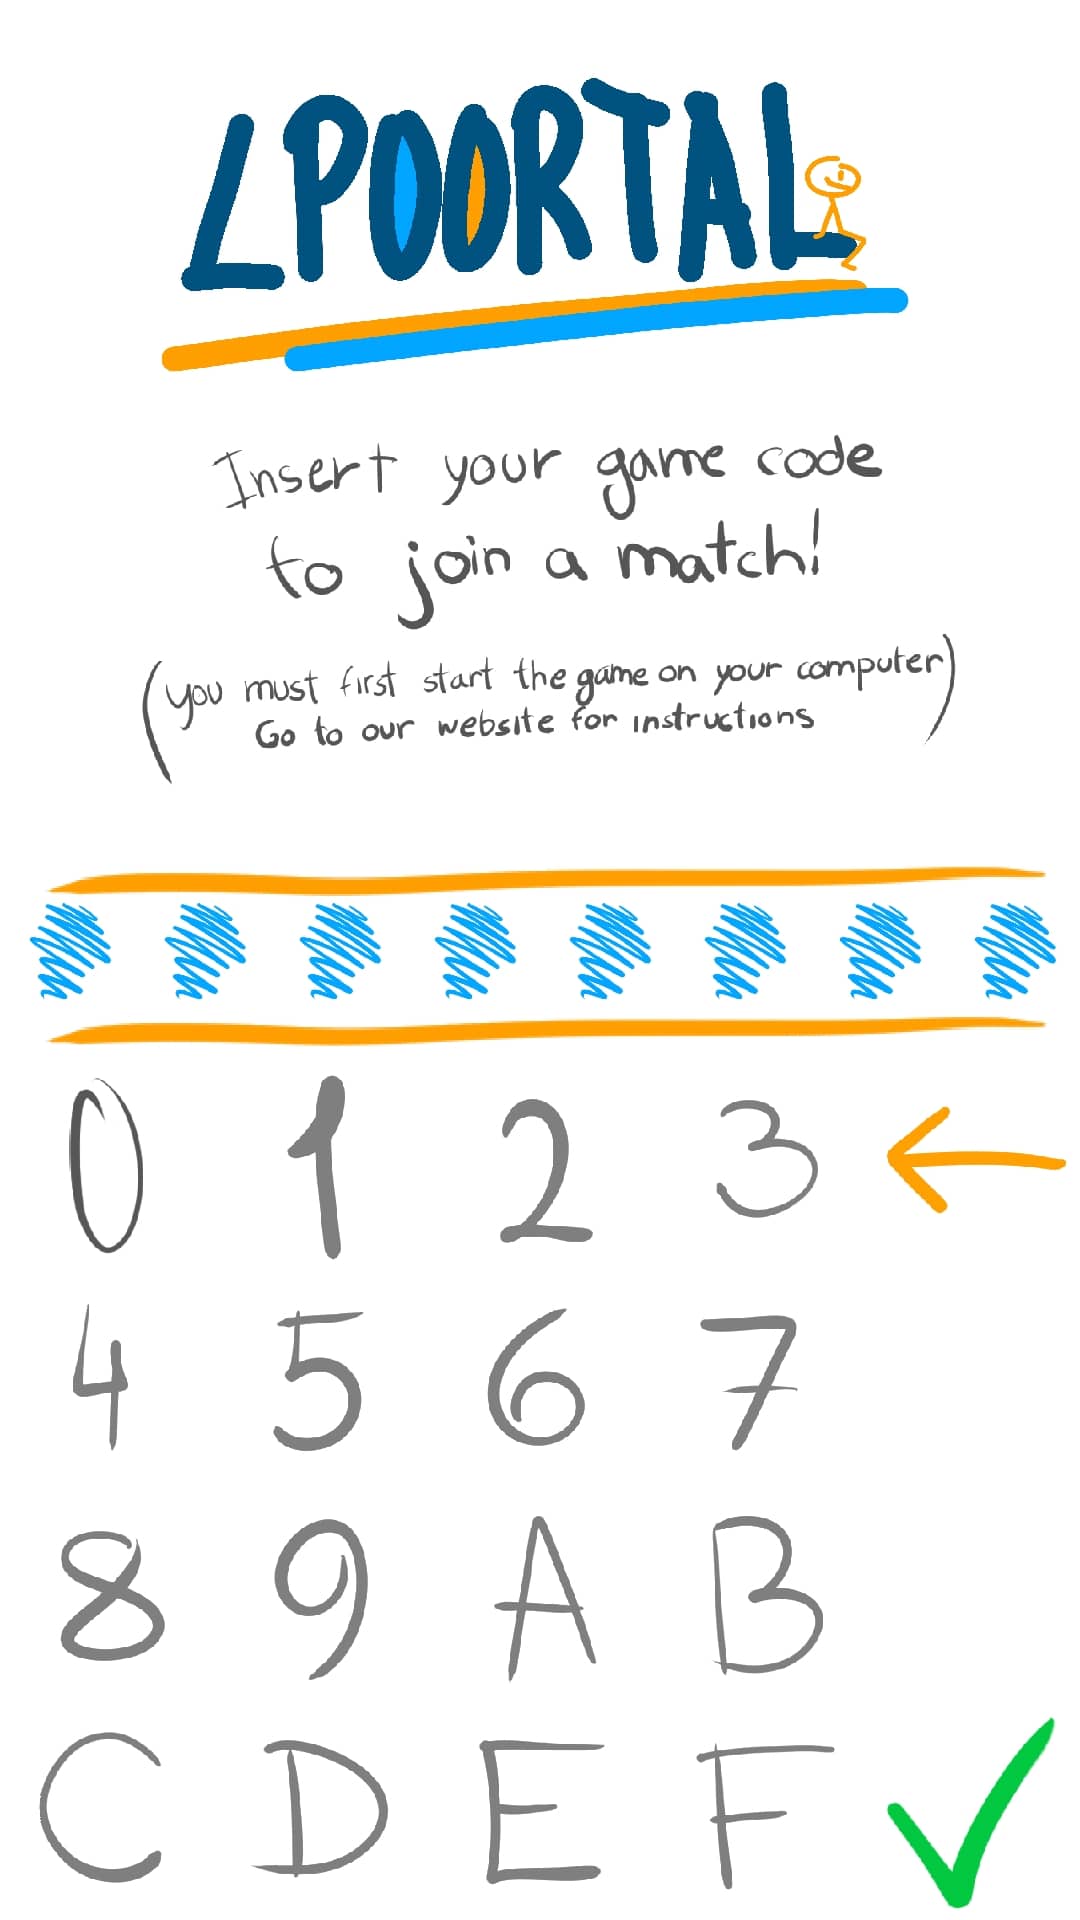 LPOORTAL
Insert your game code
to join a match!
(you must first start the game on your computer)
Go to our website for instructions
0 1 2 3
4 5 6 7
8 9 A B
C D E F